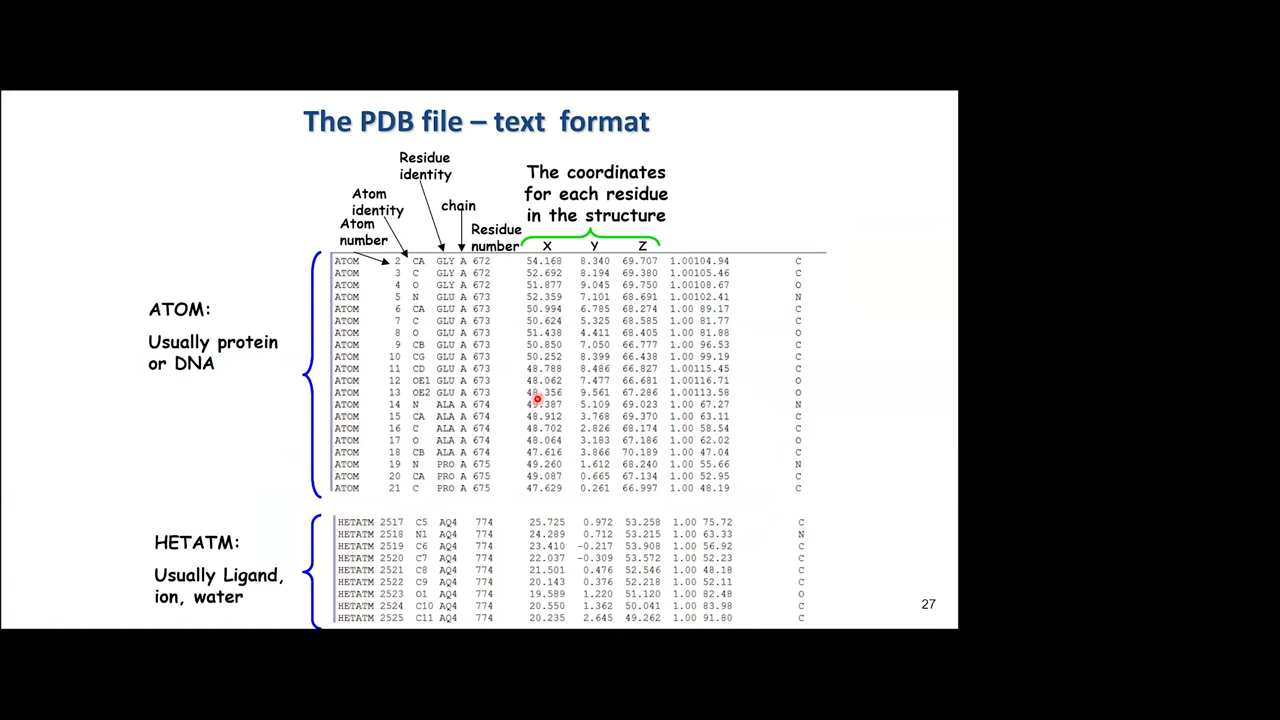 The PDB file – text format
Residue
identity
The coordinates
for each residue
in the structure
Atom
identity
chain
Atom
number
Residue
number
X Y Z
ATOM 2 CA GLY A 672 54.168 8.340 69.707 1.00104.94 C
ATOM 3 C GLY A 672 52.692 8.194 69.380 1.00105.46 C
ATOM 4 O GLY A 672 51.877 9.045 69.750 1.00108.67 O
ATOM 5 N GLU A 673 52.359 7.101 68.691 1.00102.41 N
ATOM 6 CA GLU A 673 50.994 6.785 68.274 1.00 89.17 C
ATOM 7 C GLU A 673 50.624 5.325 68.585 1.00 81.77 C
ATOM 8 O GLU A 673 51.438 4.411 68.405 1.00 81.88 O
ATOM 9 CB GLU A 673 50.850 7.050 66.777 1.00 96.53 C
ATOM 10 CG GLU A 673 50.252 8.399 66.438 1.00 99.19 C
ATOM 11 CD GLU A 673 48.788 8.486 66.827 1.00115.45 C
ATOM 12 OE1 GLU A 673 48.062 7.477 66.681 1.00116.71 O
ATOM 13 OE2 GLU A 673 48.356 9.561 67.286 1.00113.58 O
ATOM 14 N ALA A 674 49.387 5.109 69.023 1.00 67.27 N
ATOM 15 CA ALA A 674 48.912 3.768 69.370 1.00 63.11 C
ATOM 16 C ALA A 674 48.702 2.826 68.174 1.00 58.54 C
ATOM 17 O ALA A 674 48.064 3.183 67.186 1.00 62.02 O
ATOM 18 CB ALA A 674 47.616 3.866 70.189 1.00 47.04 C
ATOM 19 N PRO A 675 49.260 1.612 68.240 1.00 55.66 N
ATOM 20 CA PRO A 675 49.087 0.665 67.134 1.00 52.95 C
ATOM 21 C PRO A 675 47.629 0.261 66.997 1.00 48.19 C
ATOM:
Usually protein
or DNA
HETATM 2517 C5 AQ4 774 25.725 0.972 53.258 1.00 75.72 C
HETATM 2518 N1 AQ4 774 24.289 0.712 53.215 1.00 63.33 N
HETATM 2519 C6 AQ4 774 23.410 -0.217 53.908 1.00 56.92 C
HETATM 2520 C7 AQ4 774 22.037 -0.309 53.572 1.00 52.23 C
HETATM 2521 C8 AQ4 774 21.501 0.476 52.546 1.00 48.18 C
HETATM 2522 C9 AQ4 774 20.143 0.376 52.218 1.00 52.11 C
HETATM 2523 O1 AQ4 774 19.589 1.220 51.120 1.00 82.48 O
HETATM 2524 C10 AQ4 774 20.550 1.362 50.041 1.00 83.98 C
HETATM 2525 C11 AQ4 774 20.235 2.645 49.262 1.00 91.80 C
HETATM:
Usually Ligand,
ion, water
27